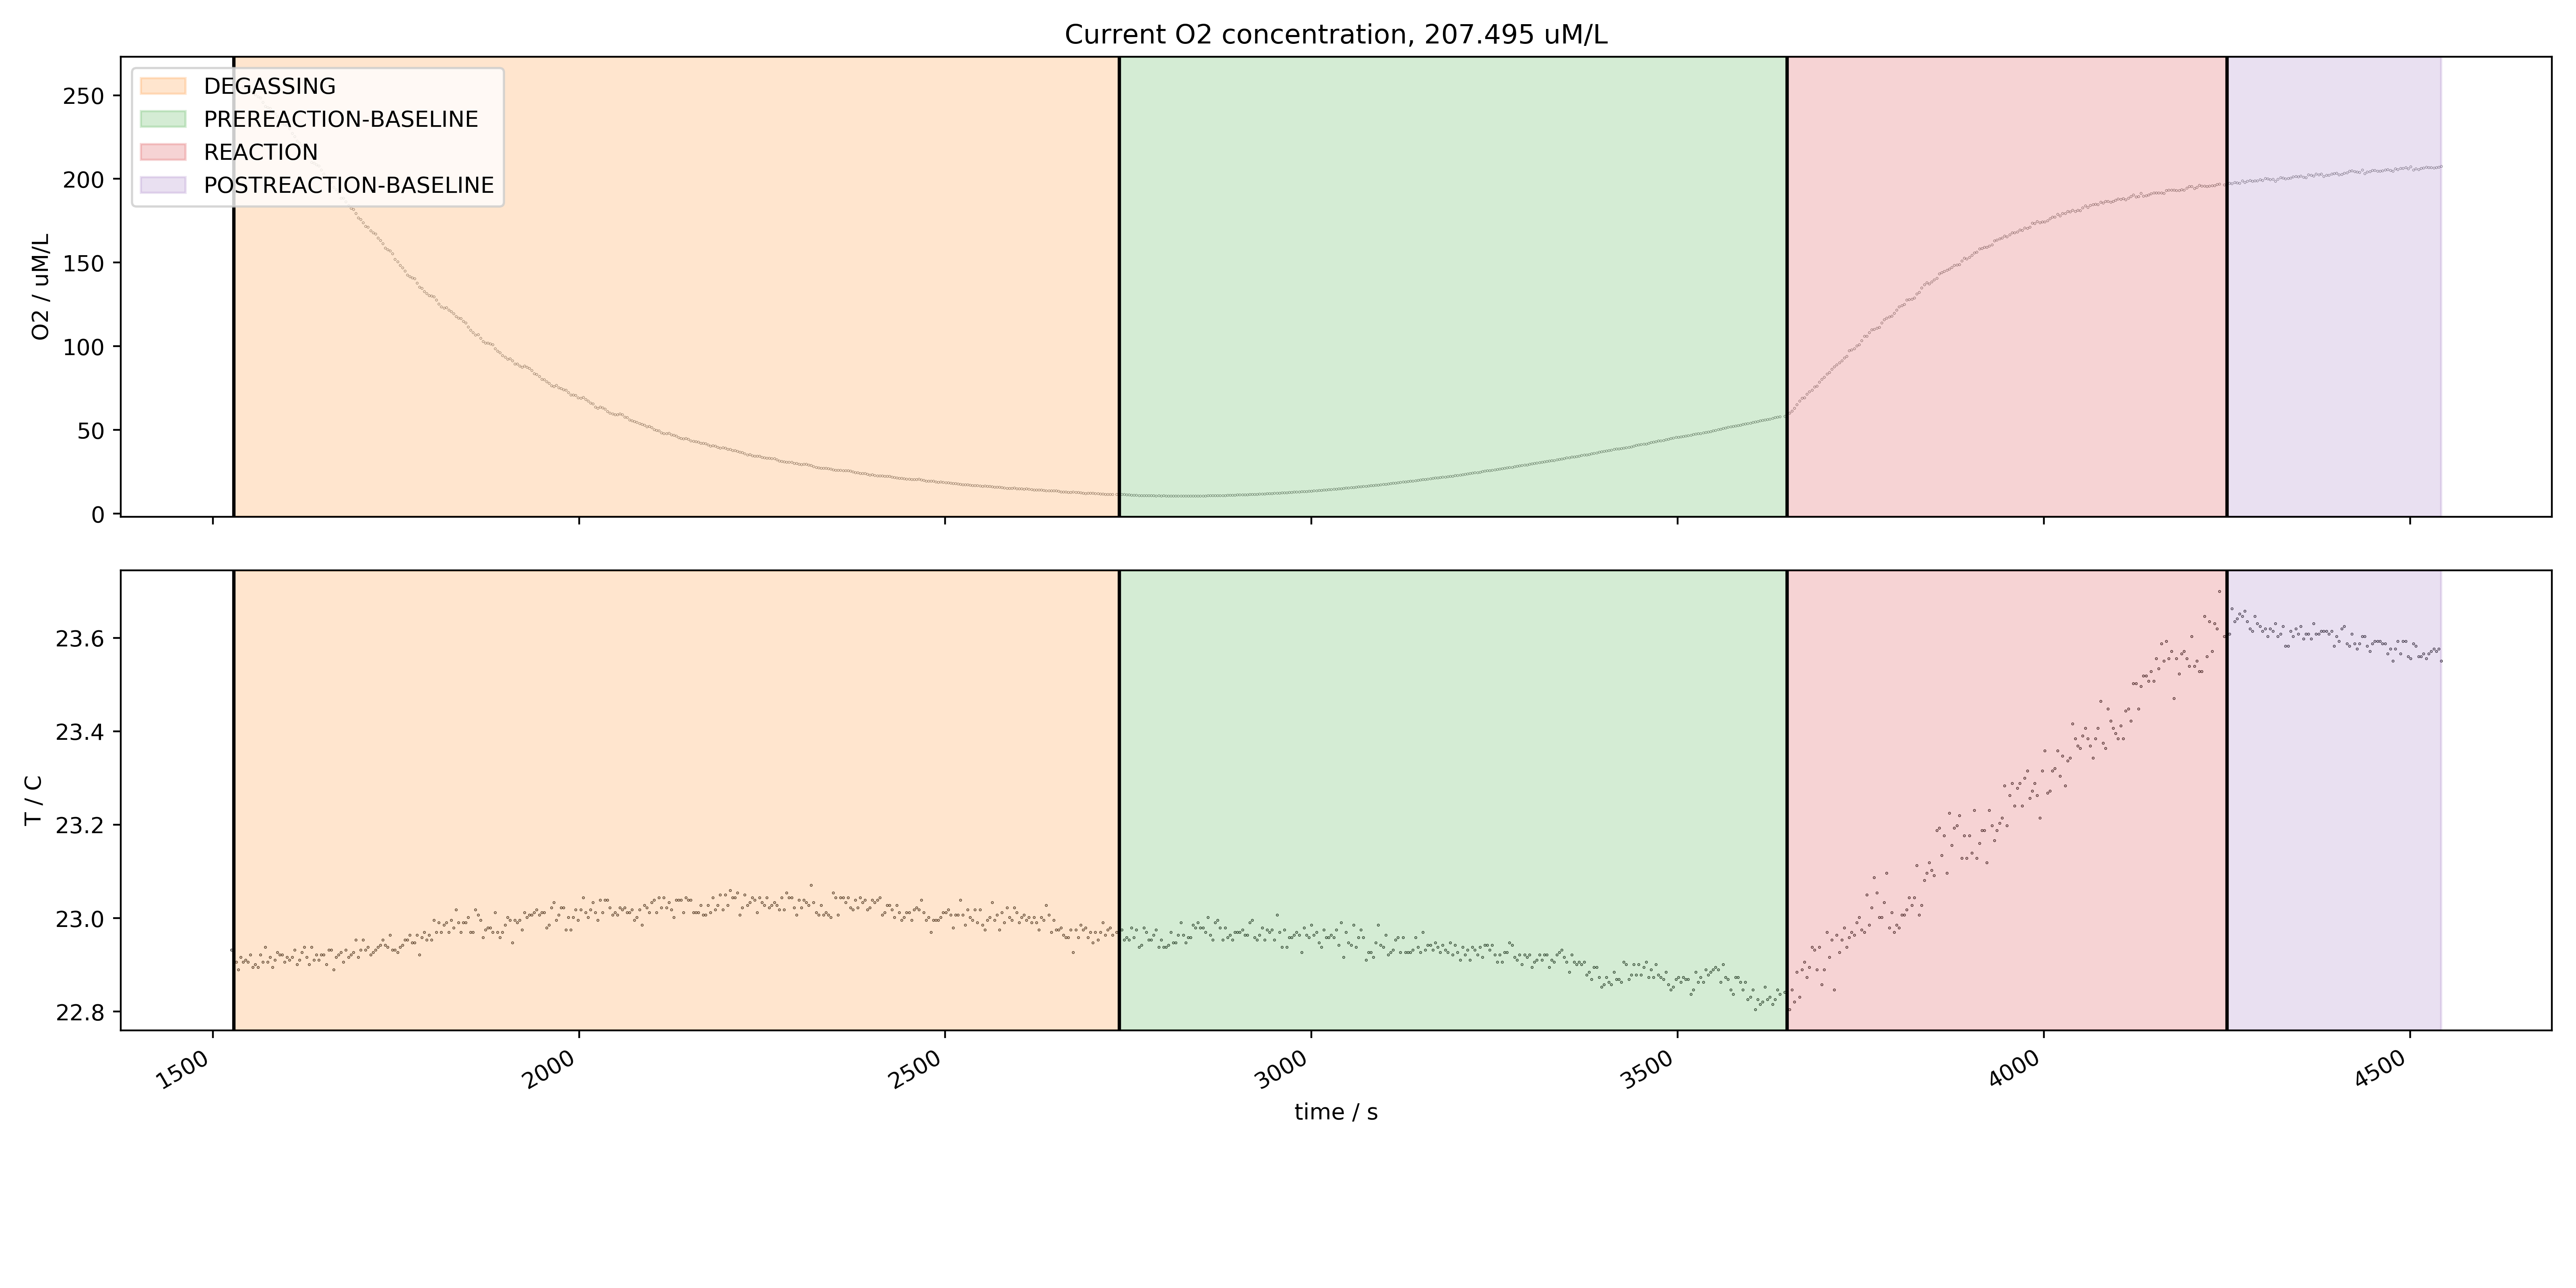 Current O2 concentration, 207.495 uM/L
DEGASSING
PREREACTION-BASELINE
REACTION
POSTREACTION-BASELINE
O2 / uM/L
250
200
150
100
50
0
T / C
23.6
23.4
23.2
23.0
22.8
1500 2000 2500 3000 3500 4000 4500
time / s